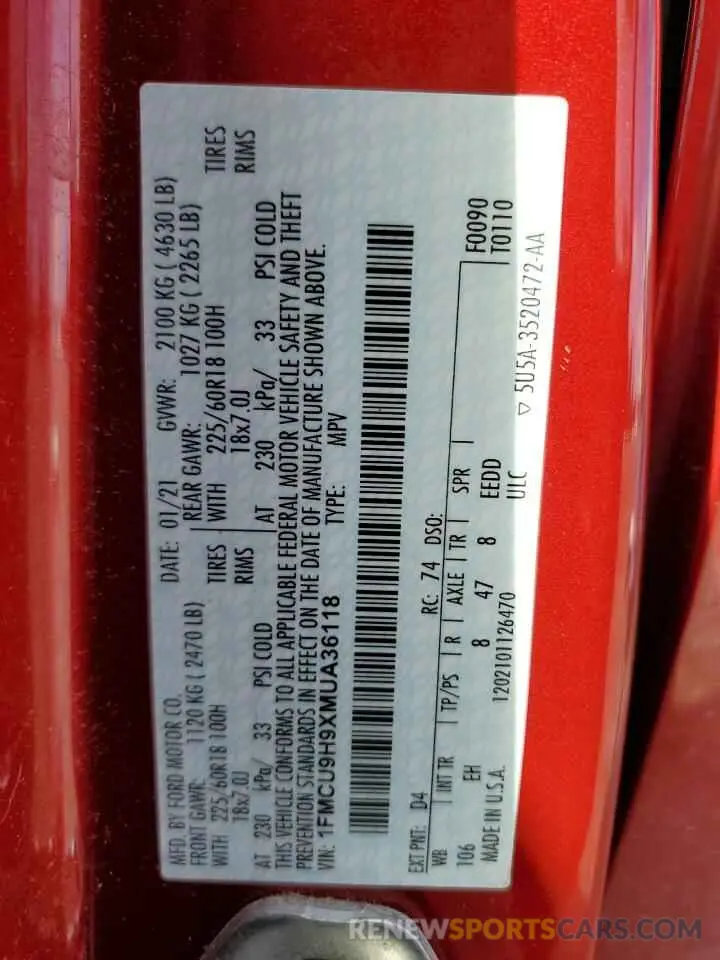 MFD. BY FORD MOTOR CO.
DATE: 01/21 GVWR: 2100 KG ( 4630 LB)
FRONT GAWR: 1120 KG ( 2470 LB) REAR GAWR: 1027 KG ( 2265 LB)
WITH 225/60R18 100H TIRES WITH 225/60R18 100H TIRES
18x7.0J RIMS 18x7.0J RIMS
AT 230 kPa/ 33 PSI COLD AT 230 kPa/ 33 PSI COLD
THIS VEHICLE CONFORMS TO ALL APPLICABLE FEDERAL MOTOR VEHICLE SAFETY AND THEFT
PREVENTION STANDARDS IN EFFECT ON THE DATE OF MANUFACTURE SHOWN ABOVE.
VIN: 1FMCU9H9XMUA36118 TYPE: MPV
EXT PNT: D4 RC: 74 DSO:
WB INT TR TP/PS R AXLE TR SPR F0090
T0110
106 EH 8 47 8 EEDD
MADE IN U.S.A. 1202101126470 ULC
▽ 5U5A-3520472-AA
RENEWSPORTSCARS.COM